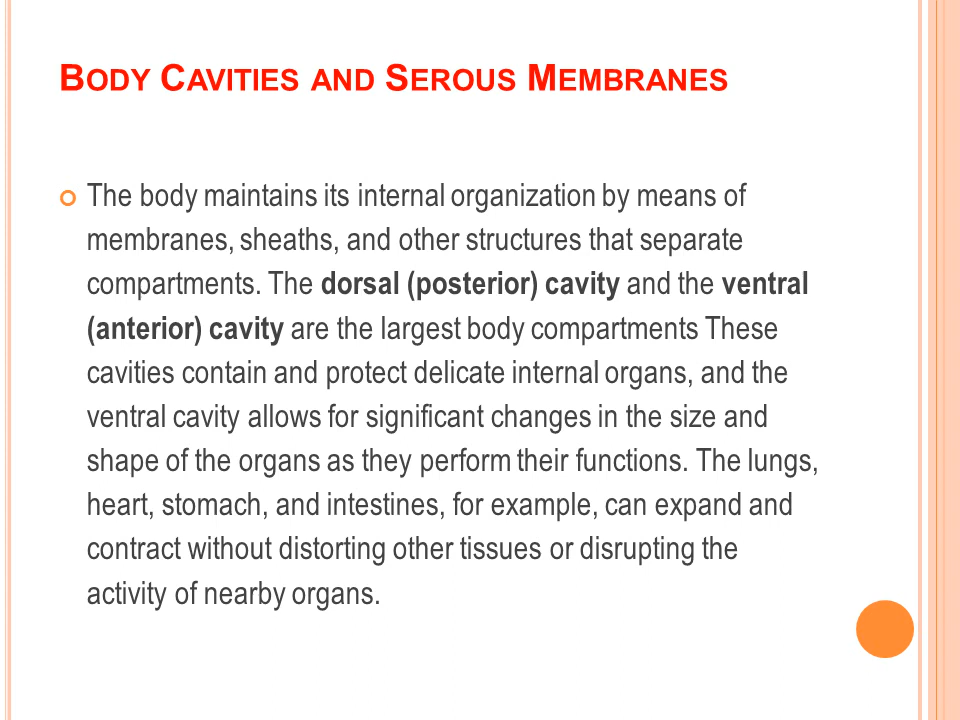 BODY CAVITIES AND SEROUS MEMBRANES
The body maintains its internal organization by means of
membranes, sheaths, and other structures that separate
compartments. The dorsal (posterior) cavity and the ventral
(anterior) cavity are the largest body compartments These
cavities contain and protect delicate internal organs, and the
ventral cavity allows for significant changes in the size and
shape of the organs as they perform their functions. The lungs,
heart, stomach, and intestines, for example, can expand and
contract without distorting other tissues or disrupting the
activity of nearby organs.